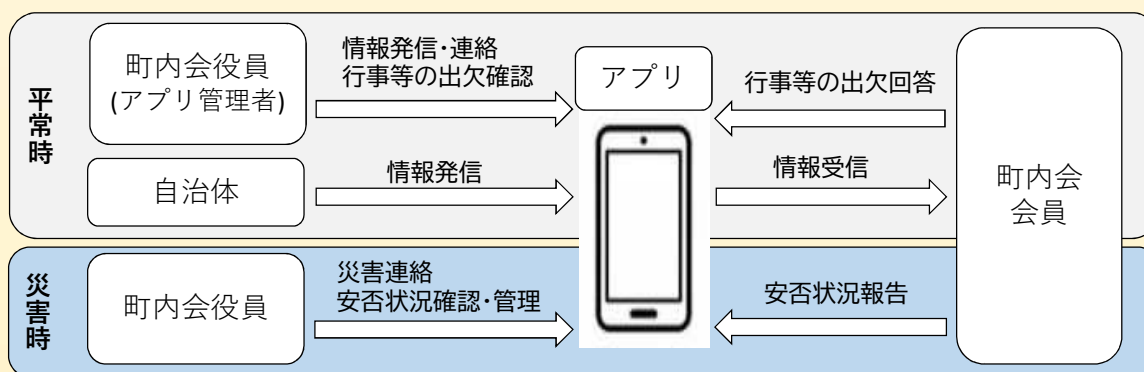 平常時
町内会役員
(アプリ管理者)
情報発信・連絡
行事等の出欠確認
アプリ
行事等の出欠回答
自治体
情報発信
情報受信
町内会
会員
災害時
町内会役員
災害連絡
安否状況確認・管理
安否状況報告